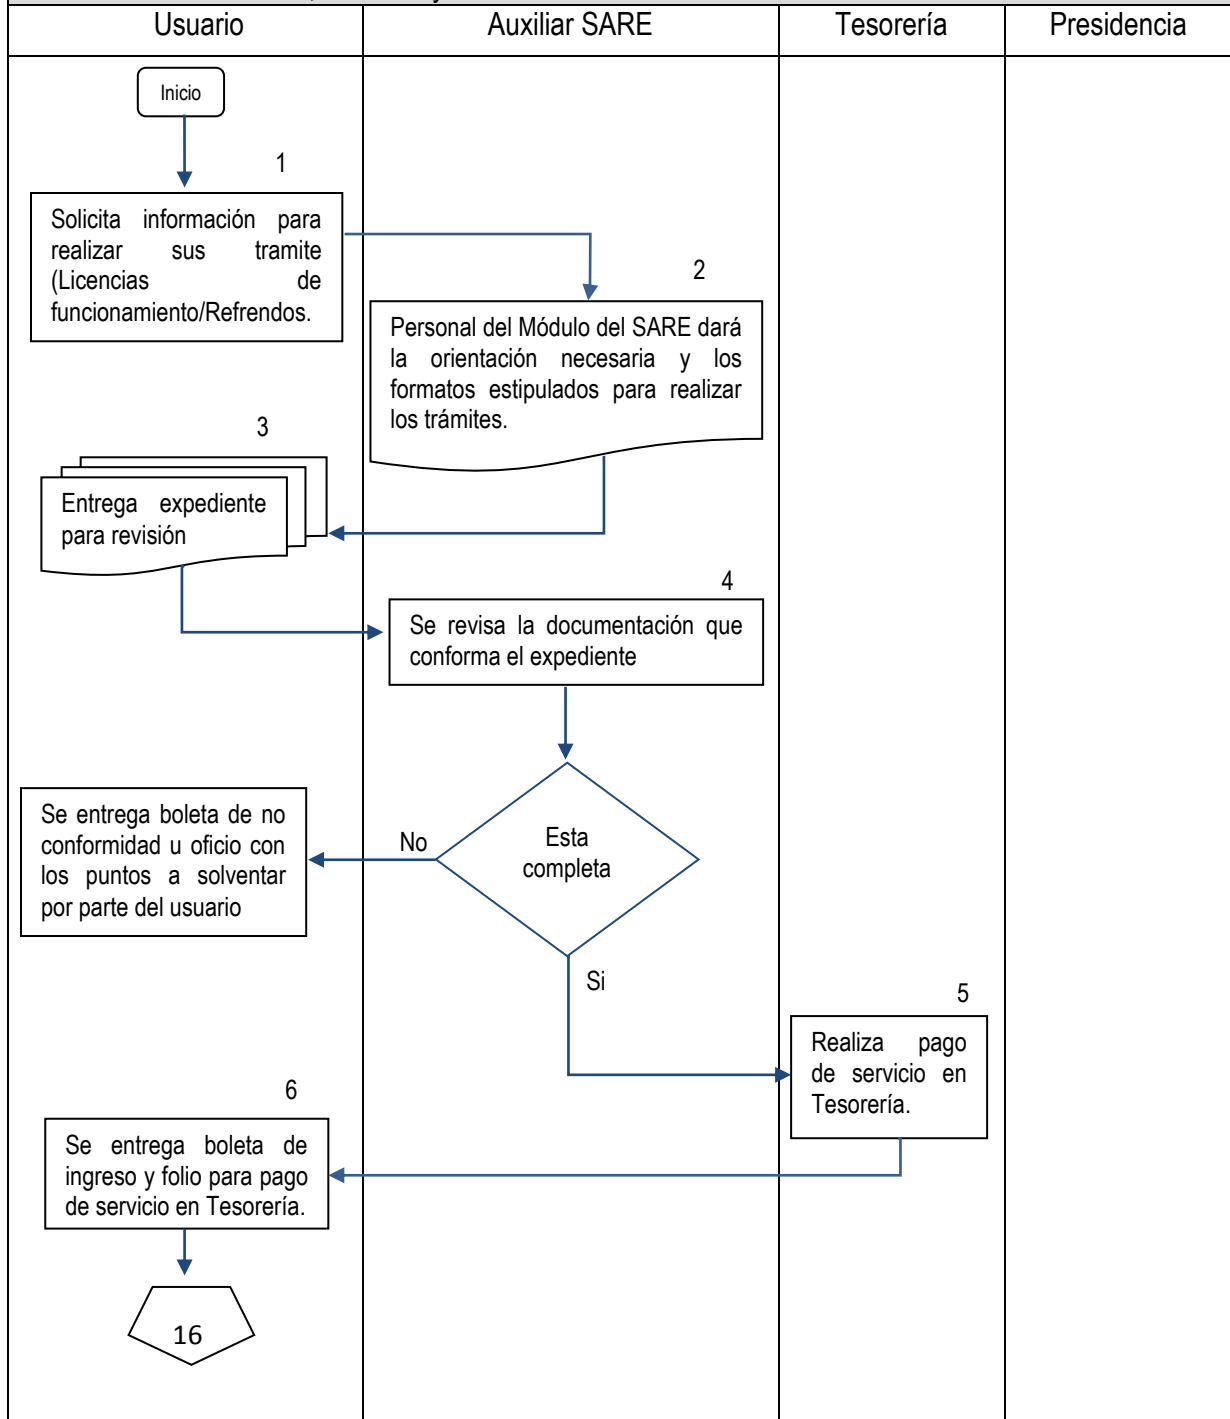 Usuario
Auxiliar SARE
Tesorería
Presidencia
Inicio
1
Solicita información para
realizar sus tramite
(Licencias de
funcionamiento/Refrendos.
2
Personal del Módulo del SARE dará
la orientación necesaria y los
formatos estipulados para realizar
los trámites.
3
Entrega expediente
para revisión
4
Se revisa la documentación que
conforma el expediente
Esta
completa
No
Se entrega boleta de no
conformidad u oficio con
los puntos a solventar
por parte del usuario
Si
5
Realiza pago
de servicio en
Tesorería.
6
Se entrega boleta de
ingreso y folio para pago
de servicio en Tesorería.
16